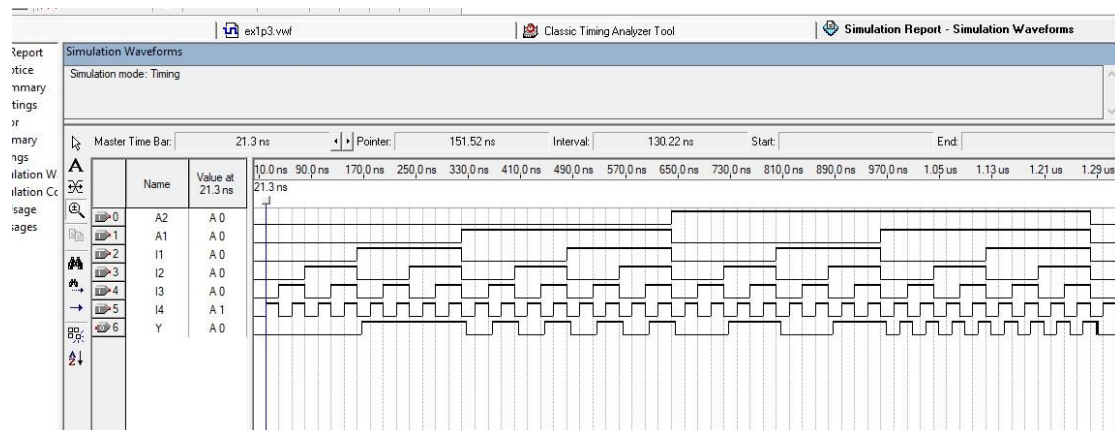 ex1p3.vwf Classic Timing Analyzer Tool Simulation Report - Simulation Waveforms
Report
otice
mmary
ttings
or
mary
ngs
ulation W
ulation Cc
sage
sages
Simulation Waveforms
Simulation mode: Timing
Master Time Bar: 21.3 ns Pointer: 151.52 ns Interval: 130.22 ns Start: End:
Name Value at 21.3 ns
10.0 ns 90.0 ns 170.0 ns 250.0 ns 330.0 ns 410.0 ns 490.0 ns 570.0 ns 650.0 ns 730.0 ns 810.0 ns 890.0 ns 970.0 ns 1.05 us 1.13 us 1.21 us 1.29 us
21.3 ns
0 A2 A 0
1 A1 A 0
2 I1 A 0
3 I2 A 0
4 I3 A 0
5 I4 A 1
6 Y A 0